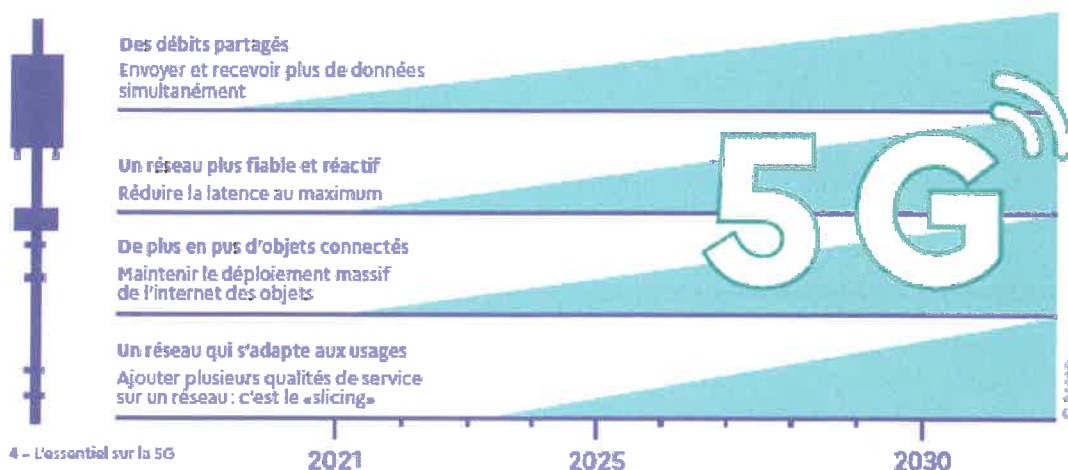 Des débits partagés
Envoyer et recevoir plus de données
simultanément
Un réseau plus fiable et réactif
Réduire la latence au maximum
De plus en pus d'objets connectés
Maintenir le déploiement massif
de l'internet des objets
Un réseau qui s'adapte aux usages
Ajouter plusieurs qualités de service
sur un réseau : c'est le «slicing»
5G
4 – L'essentiel sur la 5G
2021
2025
2030